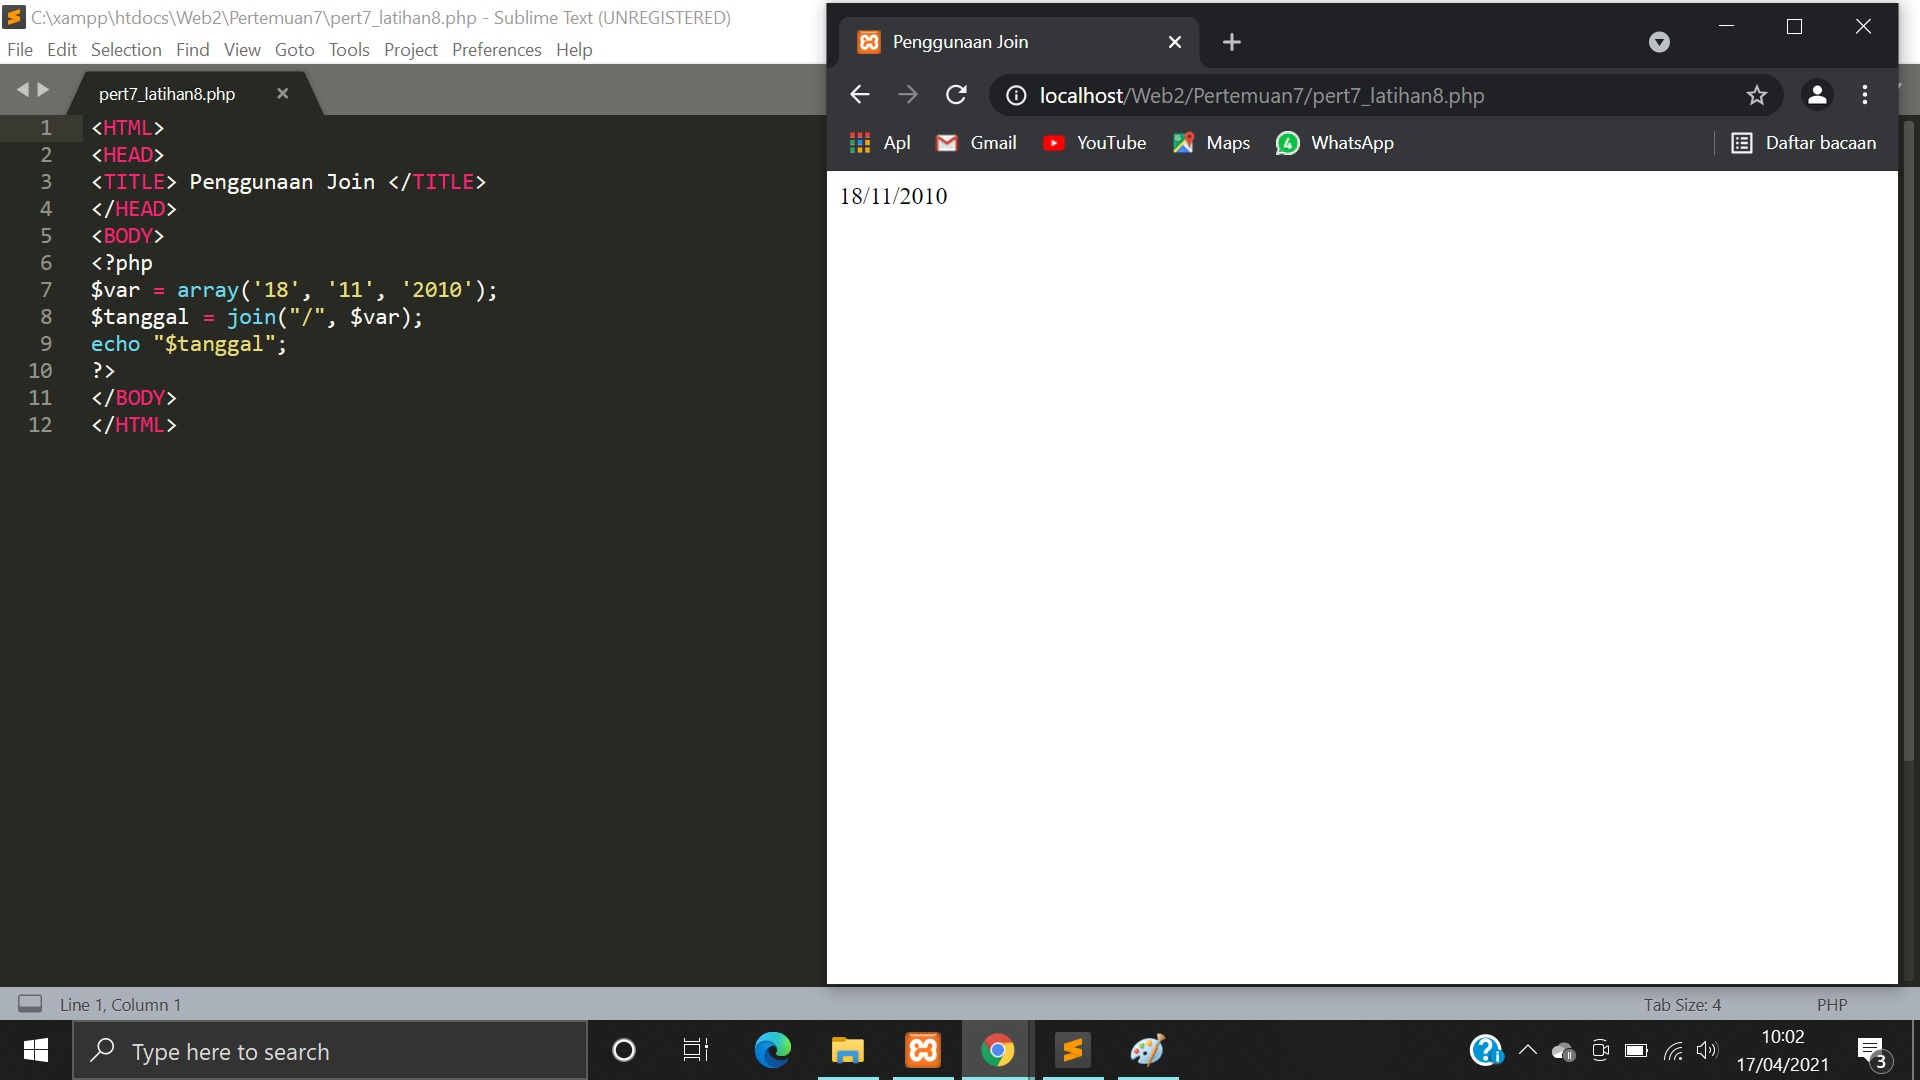 C:\xampp\htdocs\Web2\Pertemuan7\pert7_latihan8.php - Sublime Text (UNREGISTERED)
File Edit Selection Find View Goto Tools Project Preferences Help
pert7_latihan8.php
1 <HTML>
2 <HEAD>
3 <TITLE> Penggunaan Join </TITLE>
4 </HEAD>
5 <BODY>
6 <?php
7 $var = array('18', '11', '2010');
8 $tanggal = join("/", $var);
9 echo "$tanggal";
10 ?>
11 </BODY>
12 </HTML>
Line 1, Column 1
Tab Size: 4 PHP
Penggunaan Join
localhost/Web2/Pertemuan7/pert7_latihan8.php
Apl Gmail YouTube Maps 4 WhatsApp Daftar bacaan
18/11/2010
Type here to search
10:02
17/04/2021
3